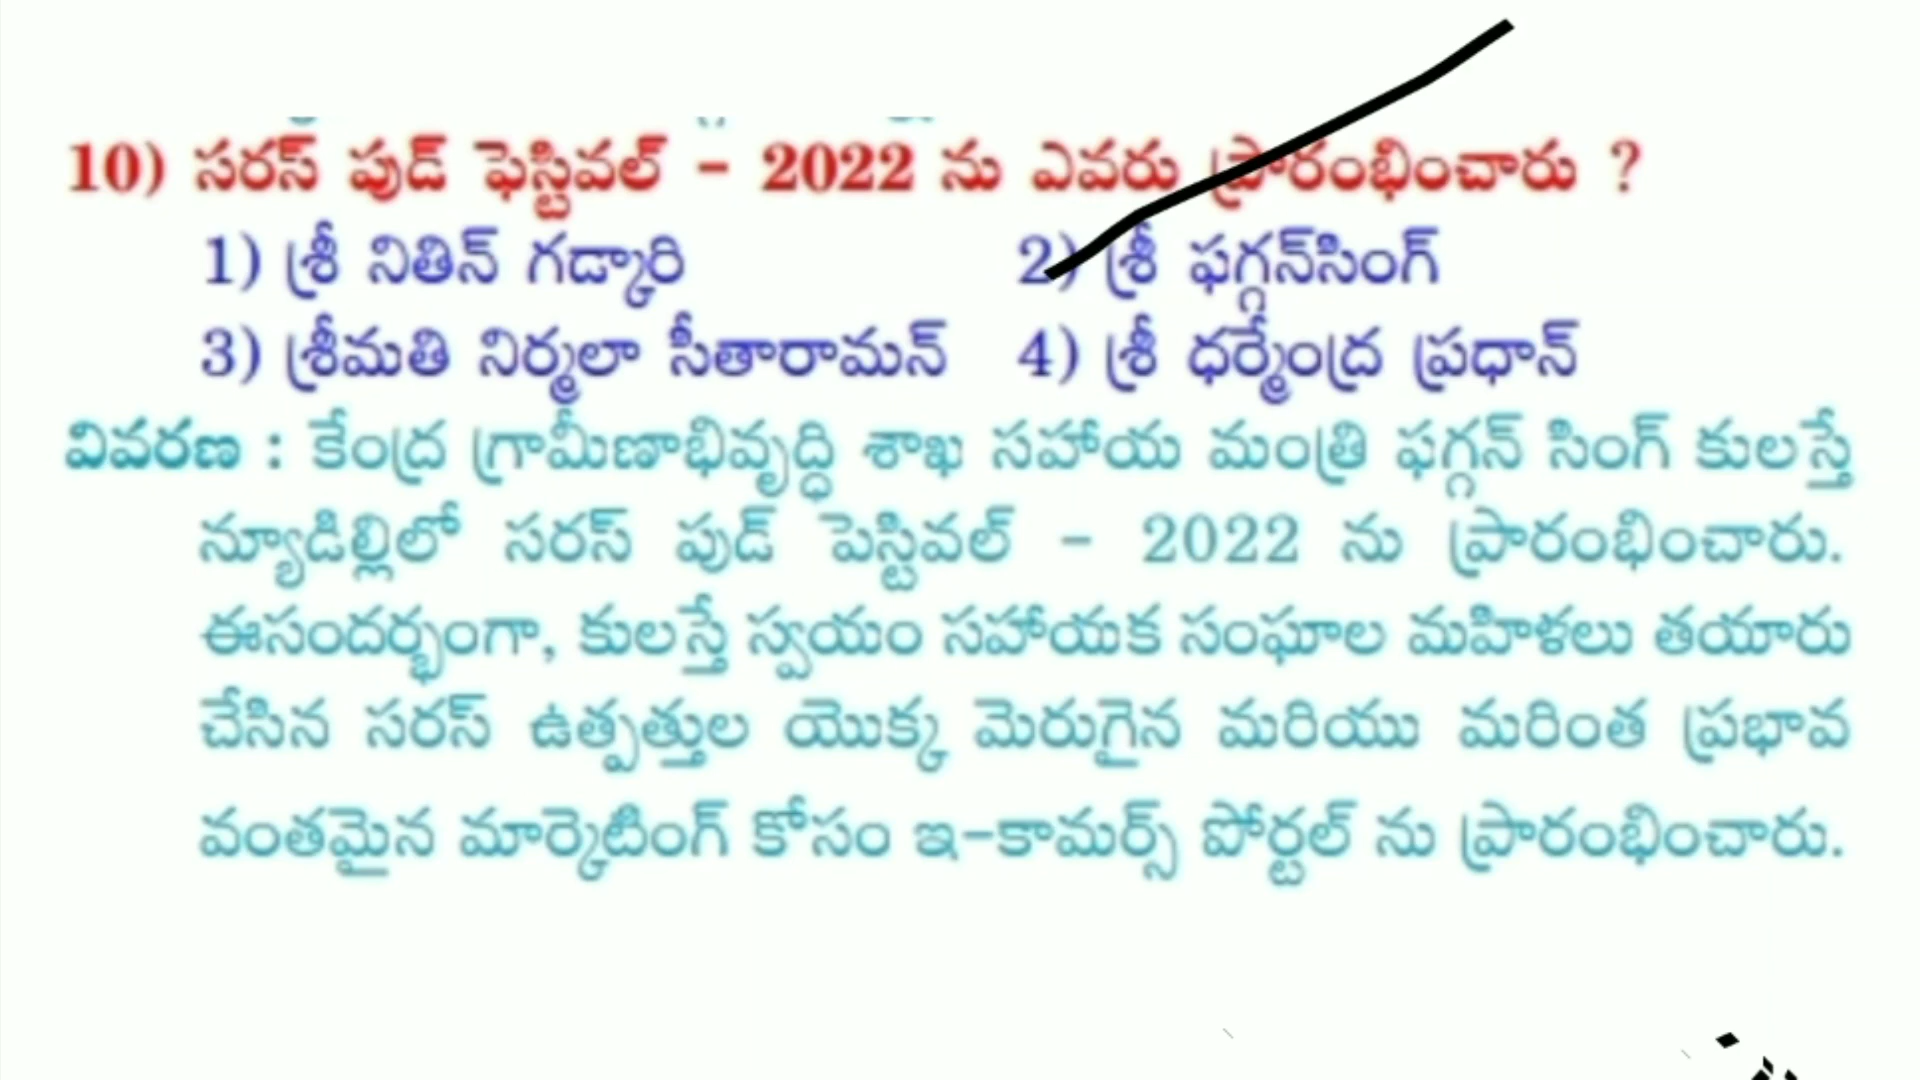 10) సరస్ పుడ్ ఫెస్టివల్ - 2022 ను ఎవరు ప్రారంభించారు ?
1) శ్రీ నితిన్ గడ్కారి 2) శ్రీ ఫగ్గన్‌సింగ్
3) శ్రీమతి నిర్మలా సీతారామన్ 4) శ్రీ ధర్మేంద్ర ప్రధాన్
వివరణ : కేంద్ర గ్రామీణాభివృద్ధి శాఖ సహాయ మంత్రి ఫగ్గన్ సింగ్ కులస్తే
న్యూడిల్లిలో సరస్ పుడ్ పెస్టివల్ - 2022 ను ప్రారంభించారు.
ఈసందర్భంగా, కులస్తే స్వయం సహాయక సంఘాల మహిళలు తయారు
చేసిన సరస్ ఉత్పత్తుల యొక్క మెరుగైన మరియు మరింత ప్రభావ
వంతమైన మార్కెటింగ్ కోసం ఇ-కామర్స్ పోర్టల్ ను ప్రారంభించారు.